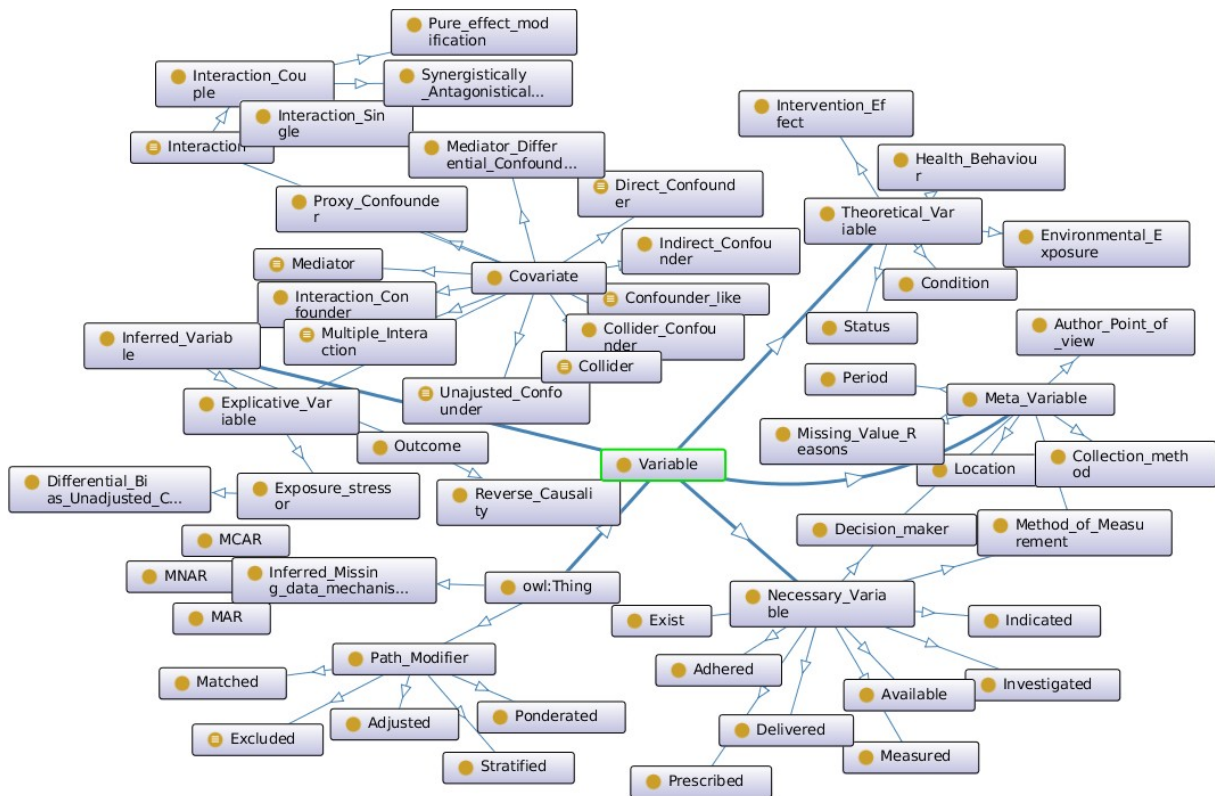 Pure_effect_mod
ification
Interaction_Cou
ple
Synergistically
_Antagonistical...
Interaction_Sin
gle
Interaction
Mediator_Differ
ential_Confound...
Direct_Confoun
der
Proxy_Confounde
r
Indirect_Confou
nder
Mediator
Covariate
Interaction_Con
founder
Confounder_like
Multiple_Intera
ction
Collider_Confou
nder
Collider
Inferred_Variab
le
Unajusted_Confo
under
Explicative_Var
iable
Outcome
Differential_Bi
as_Unadjusted_C...
Exposure_stress
or
Reverse_Causali
ty
Intervention_Ef
fect
Health_Behaviou
r
Theoretical_Var
iable
Environmental_E
xposure
Condition
Status
Author_Point_of
_view
Period
Meta_Variable
Missing_Value_R
easons
Variable
Location
Collection_met
hod
Decision_maker
Method_of_Measu
rement
MCAR
MNAR
Inferred_Missin
g_data_mechanis...
MAR
owl:Thing
Necessary_Varia
ble
Exist
Indicated
Path_Modifier
Matched
Adhered
Available
Investigated
Excluded
Adjusted
Ponderated
Delivered
Measured
Stratified
Prescribed